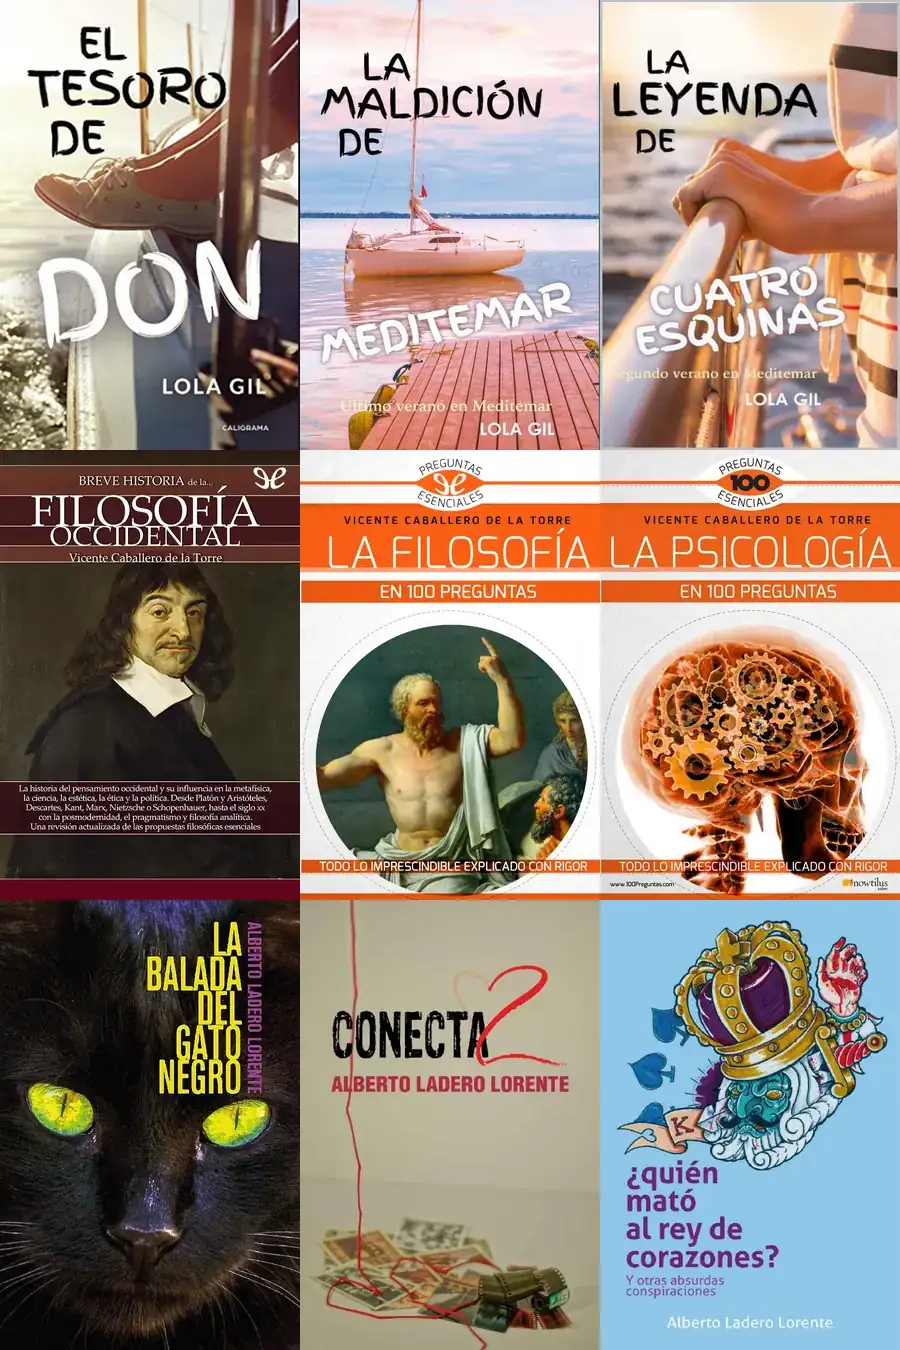 EL
TESORO
DE
DON
LOLA GIL
CALIGRAMA
LA
MALDICIÓN
DE
MEDITEMAR
Último verano en Meditemar
LOLA GIL
LA
LEYENDA
DE
CUATRO
ESQUINAS
Segundo verano en Meditemar
LOLA GIL
BREVE HISTORIA de la...
FILOSOFÍA
OCCIDENTAL
Vicente Caballero de la Torre
La historia del pensamiento occidental y su influencia en la metafísica,
la ciencia, la estética, la ética y la política. Desde Platón y Aristóteles,
Descartes, Kant, Marx, Nietzsche o Schopenhauer, hasta el siglo XX
con la posmodernidad, el pragmatismo y filosofía analítica.
Una revisión actualizada de las propuestas filosóficas esenciales
PREGUNTAS
ESENCIALES
VICENTE CABALLERO DE LA TORRE
LA FILOSOFÍA
EN 100 PREGUNTAS
TODO LO IMPRESCINDIBLE EXPLICADO CON RIGOR
PREGUNTAS
100
ESENCIALES
VICENTE CABALLERO DE LA TORRE
LA PSICOLOGÍA
EN 100 PREGUNTAS
TODO LO IMPRESCINDIBLE EXPLICADO CON RIGOR
www.100Preguntas.com
nowtilus
saber
LA
BALADA
DEL
GATO
NEGRO
ALBERTO LADERO LORENTE
CONECTA2
ALBERTO LADERO LORENTE
K
¿quién
mató
al rey de
corazones?
Y otras absurdas
conspiraciones
Alberto Ladero Lorente